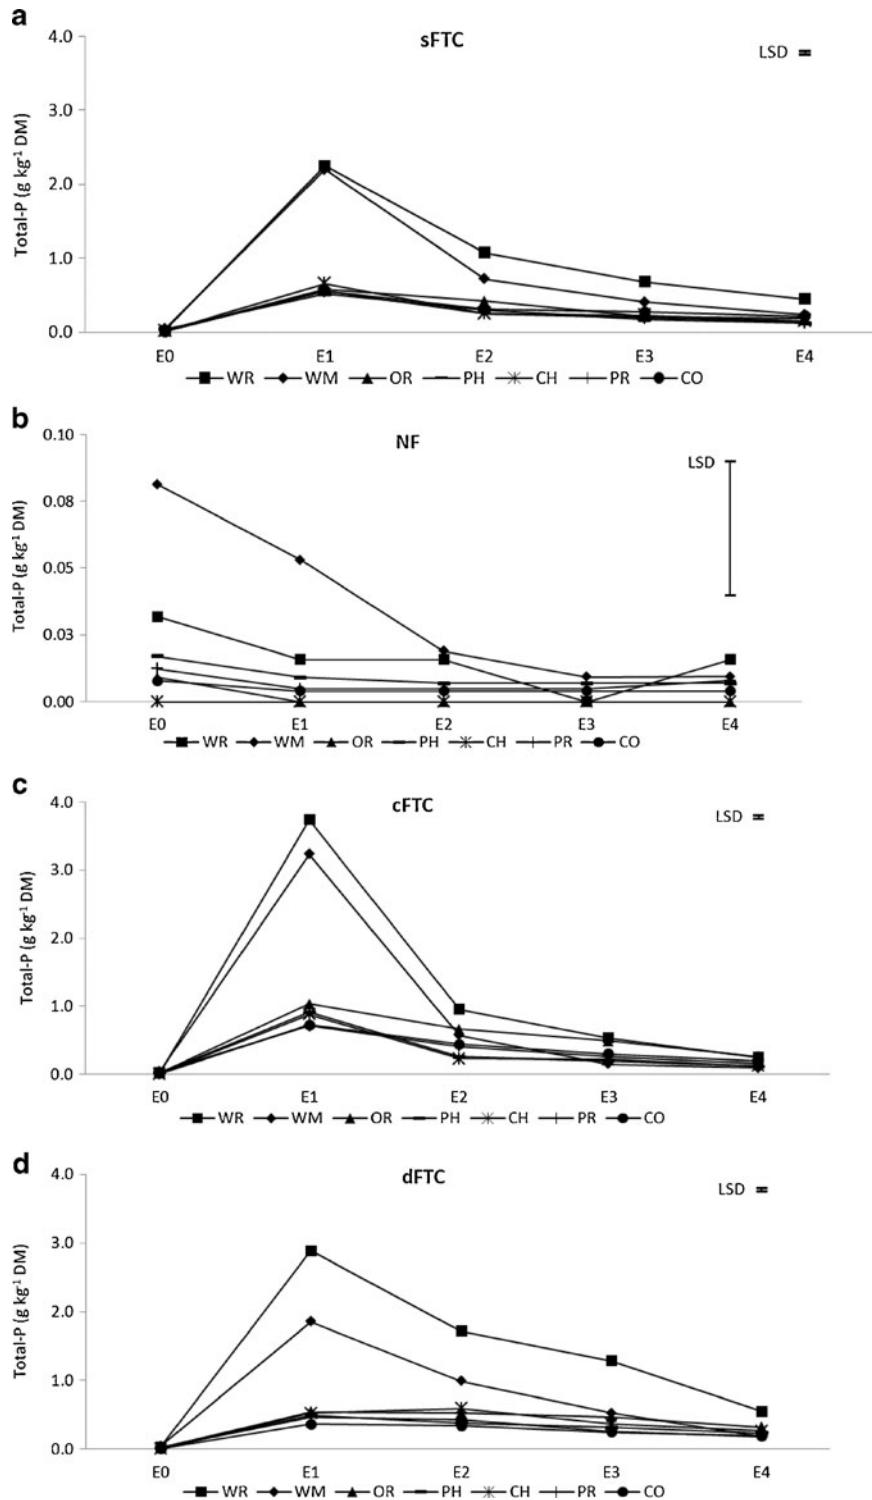 a
sFTC
LSD
Total-P (g kg⁻¹ DM)
4.0
3.0
2.0
1.0
0.0
E0 E1 E2 E3 E4
WR WM OR PH CH PR CO
b
NF
LSD
Total-P (g kg⁻¹ DM)
0.10
0.08
0.05
0.03
0.00
E0 E1 E2 E3 E4
WR WM OR PH CH PR CO
c
cFTC
LSD
Total-P (g kg⁻¹ DM)
4.0
3.0
2.0
1.0
0.0
E0 E1 E2 E3 E4
WR WM OR PH CH PR CO
d
dFTC
LSD
Total-P (g kg⁻¹ DM)
4.0
3.0
2.0
1.0
0.0
E0 E1 E2 E3 E4
WR WM OR PH CH PR CO